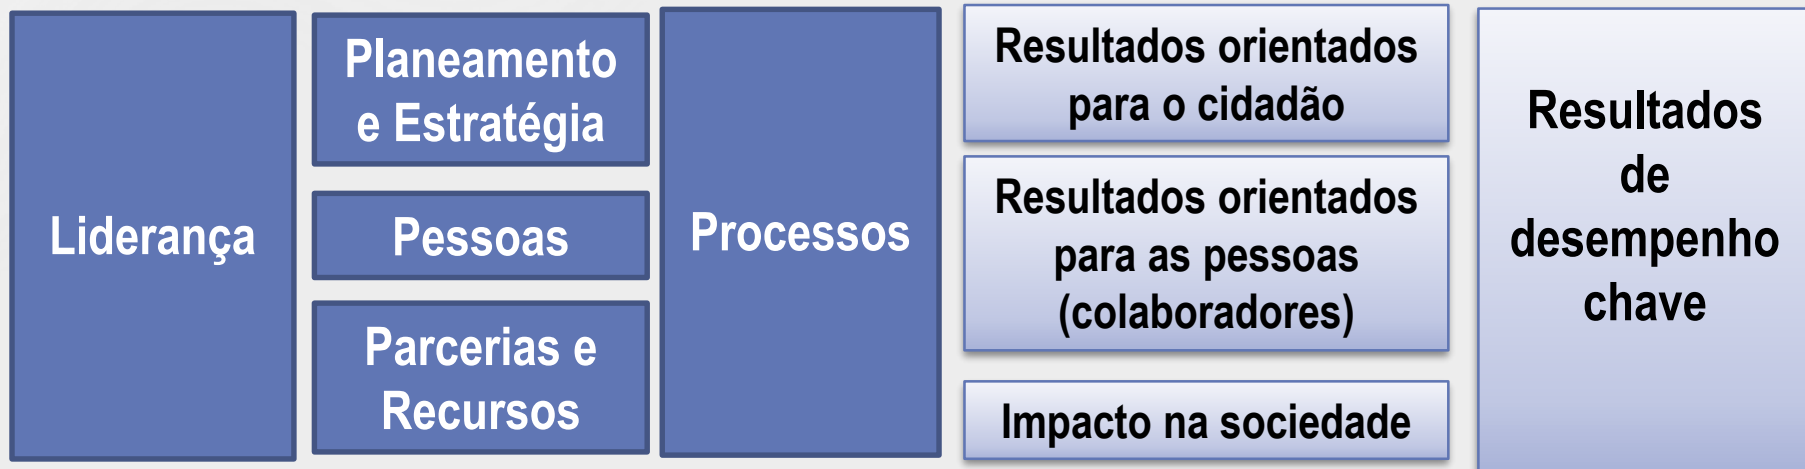 Liderança
Planeamento
e Estratégia
Pessoas
Parcerias e
Recursos
Processos
Resultados orientados
para o cidadão
Resultados orientados
para as pessoas
(colaboradores)
Impacto na sociedade
Resultados
de
desempenho
chave